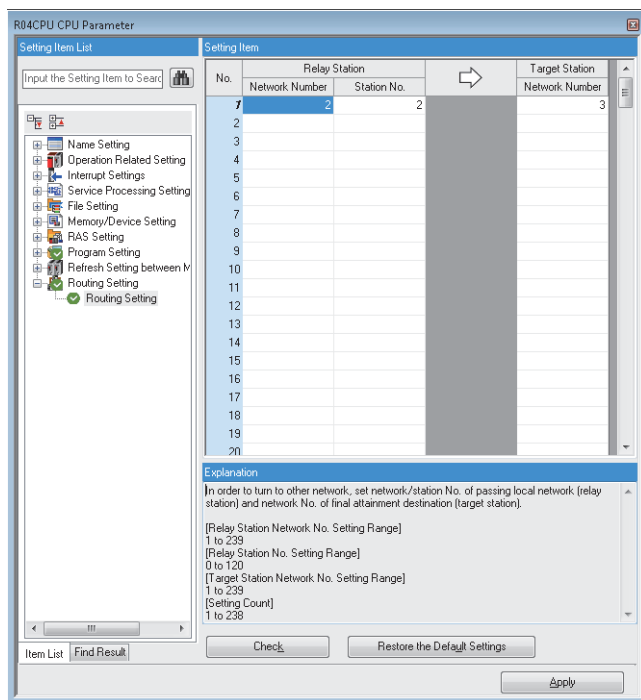 R04CPU CPU Parameter
Setting Item List
Input the Setting Item to Searc
Name Setting
Operation Related Setting
Interrupt Settings
Service Processing Setting
File Setting
Memory/Device Setting
RAS Setting
Program Setting
Refresh Setting between M
Routing Setting
Routing Setting
Item List
Find Result
Setting Item
No.
Relay Station
Target Station
Network Number
Station No.
Network Number
1 2 2 3
2
3
4
5
6
7
8
9
10
11
12
13
14
15
16
17
18
19
20
Explanation
In order to turn to other network, set network/station No. of passing local network (relay
station) and network No. of final attainment destination (target station).
[Relay Station Network No. Setting Range]
1 to 239
[Relay Station No. Setting Range]
0 to 120
[Target Station Network No. Setting Range]
1 to 239
[Setting Count]
1 to 238
Check
Restore the Default Settings
Apply